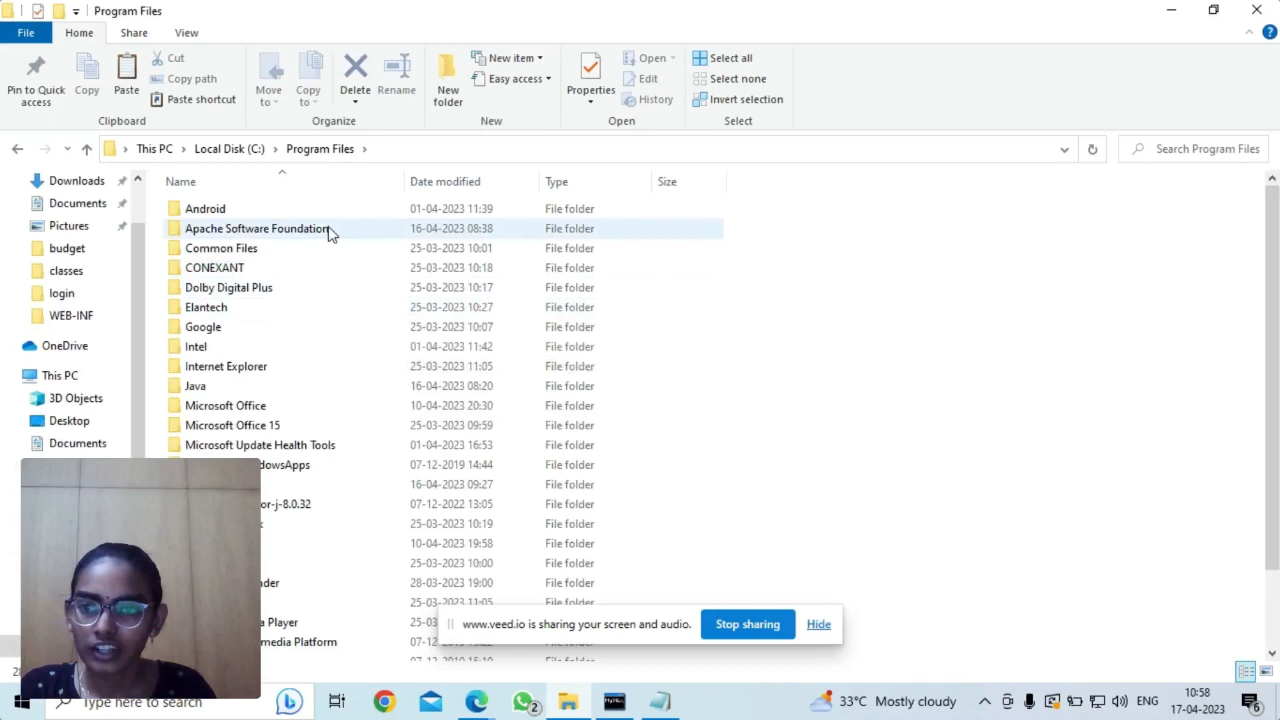 Program Files
File Home Share View
Pin to Quick access
Copy
Paste
Cut
Copy path
Paste shortcut
Clipboard
Move to
Copy to
Delete
Rename
Organize
New folder
New item
Easy access
New
Properties
Open
Edit
History
Open
Select all
Select none
Invert selection
Select
This PC Local Disk (C:) Program Files
Search Program Files
Downloads
Documents
Pictures
budget
classes
login
WEB-INF
OneDrive
This PC
3D Objects
Desktop
Documents
Name Date modified Type Size
Android 01-04-2023 11:39 File folder
Apache Software Foundation 16-04-2023 08:38 File folder
Common Files 25-03-2023 10:01 File folder
CONEXANT 25-03-2023 10:18 File folder
Dolby Digital Plus 25-03-2023 10:17 File folder
Elantech 25-03-2023 10:27 File folder
Google 25-03-2023 10:07 File folder
Intel 01-04-2023 11:42 File folder
Internet Explorer 25-03-2023 11:05 File folder
Java 16-04-2023 08:20 File folder
Microsoft Office 10-04-2023 20:30 File folder
Microsoft Office 15 25-03-2023 09:59 File folder
Microsoft Update Health Tools 01-04-2023 16:53 File folder
ndowsApps 07-12-2019 14:44 File folder
16-04-2023 09:27 File folder
or-j-8.0.32 07-12-2022 13:05 File folder
25-03-2023 10:19 File folder
10-04-2023 19:58 File folder
25-03-2023 10:00 File folder
nder 28-03-2023 19:00 File folder
25-03-2023 11:05 File folder
a Player
media Platform
www.veed.io is sharing your screen and audio. Stop sharing Hide
Type here to search
2
33°C Mostly cloudy
ENG
10:58
17-04-2023
6